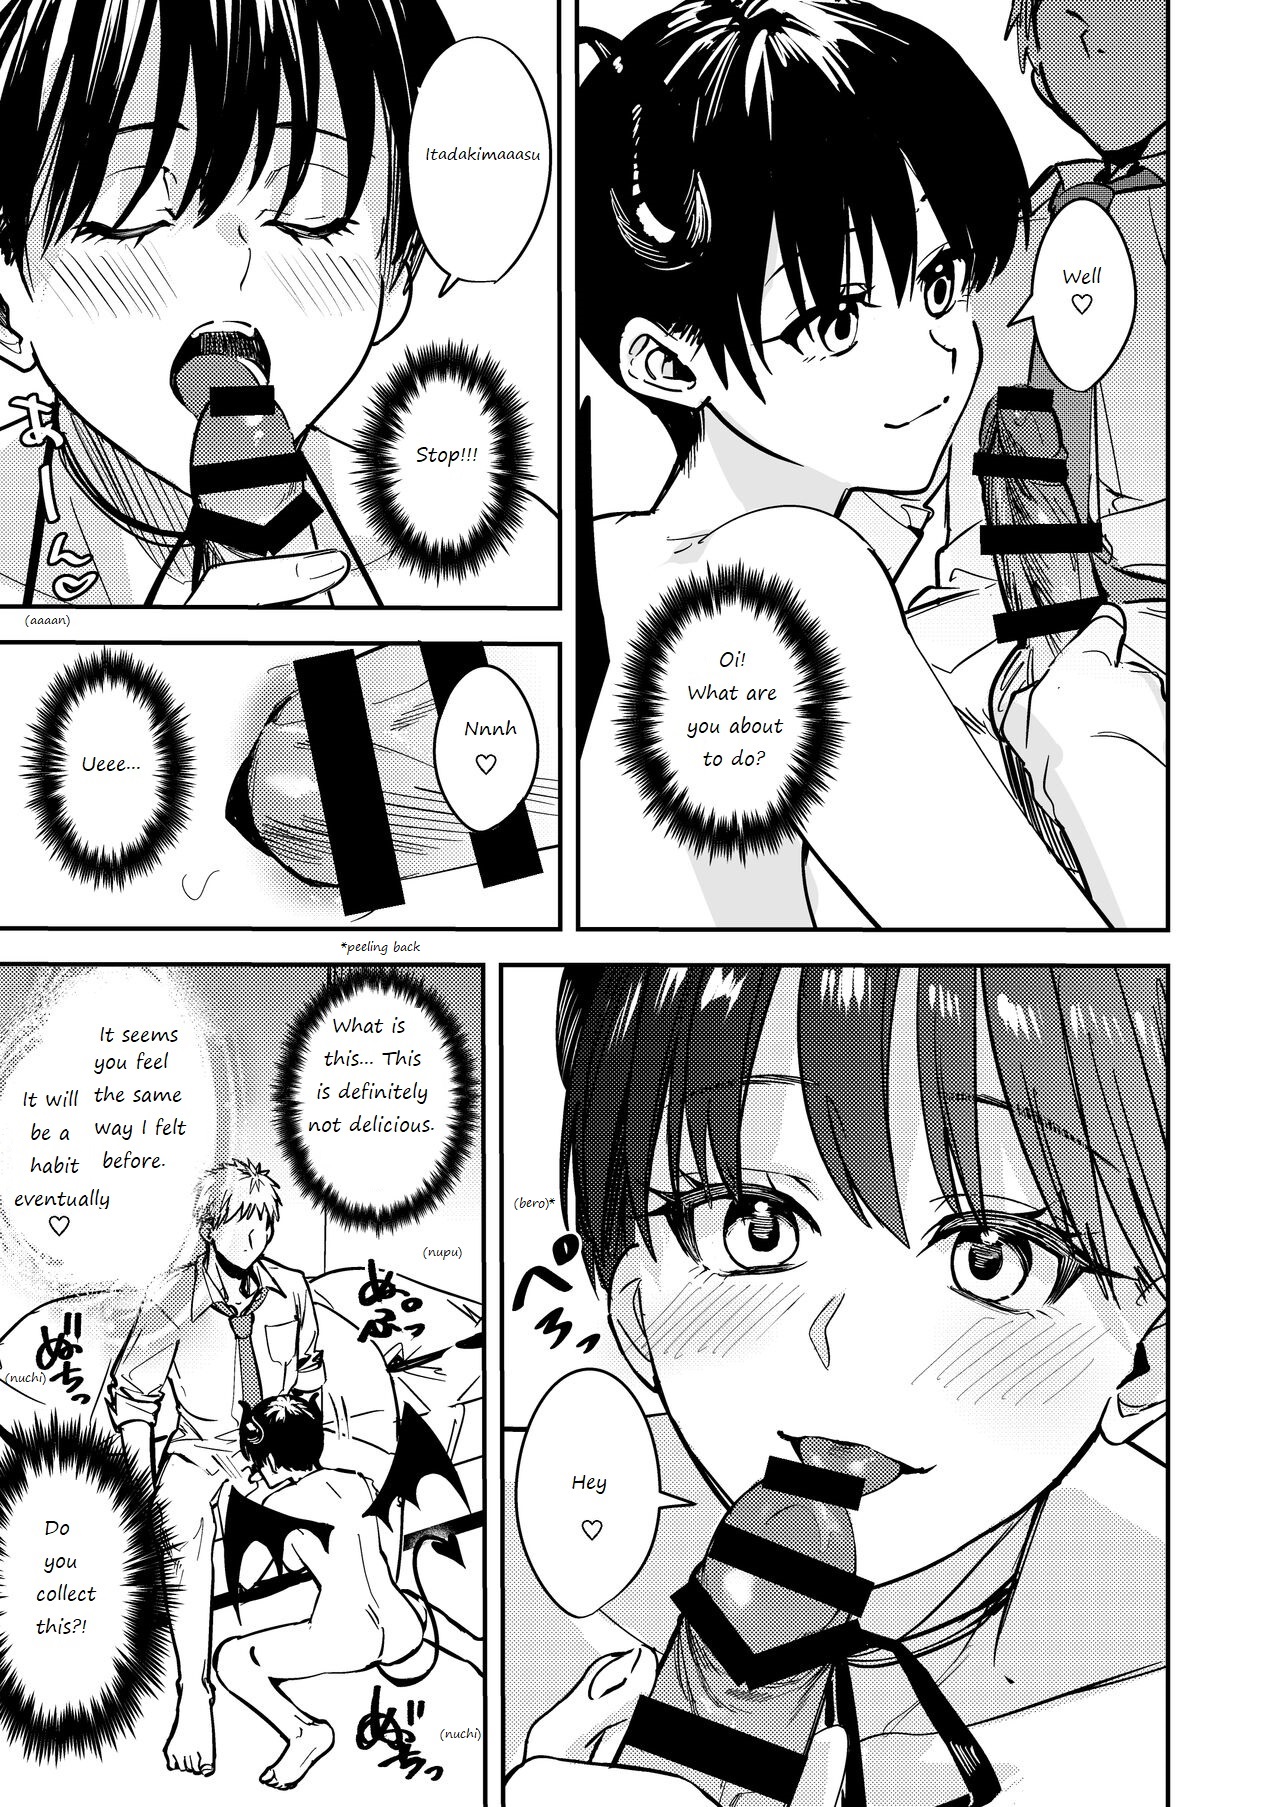 Well
♡
Oi!
What are
you about
to do?
Itadakimaaasu
Stop!!!
あーん♡
(aaaan)
Nnnh
♡
Ueee...
*peeling back
(bero)*
ペろっ
Hey
♡
What is
this... This
is definitely
not delicious.
It seems
you feel
the same
way I felt
before.
It will
be a
habit
eventually
♡
(nupu)
ぬぷっ
ぬ゛ちっ
(nuchi)
Do
you
collect
this?!
ぬ゛ちっ
(nuchi)